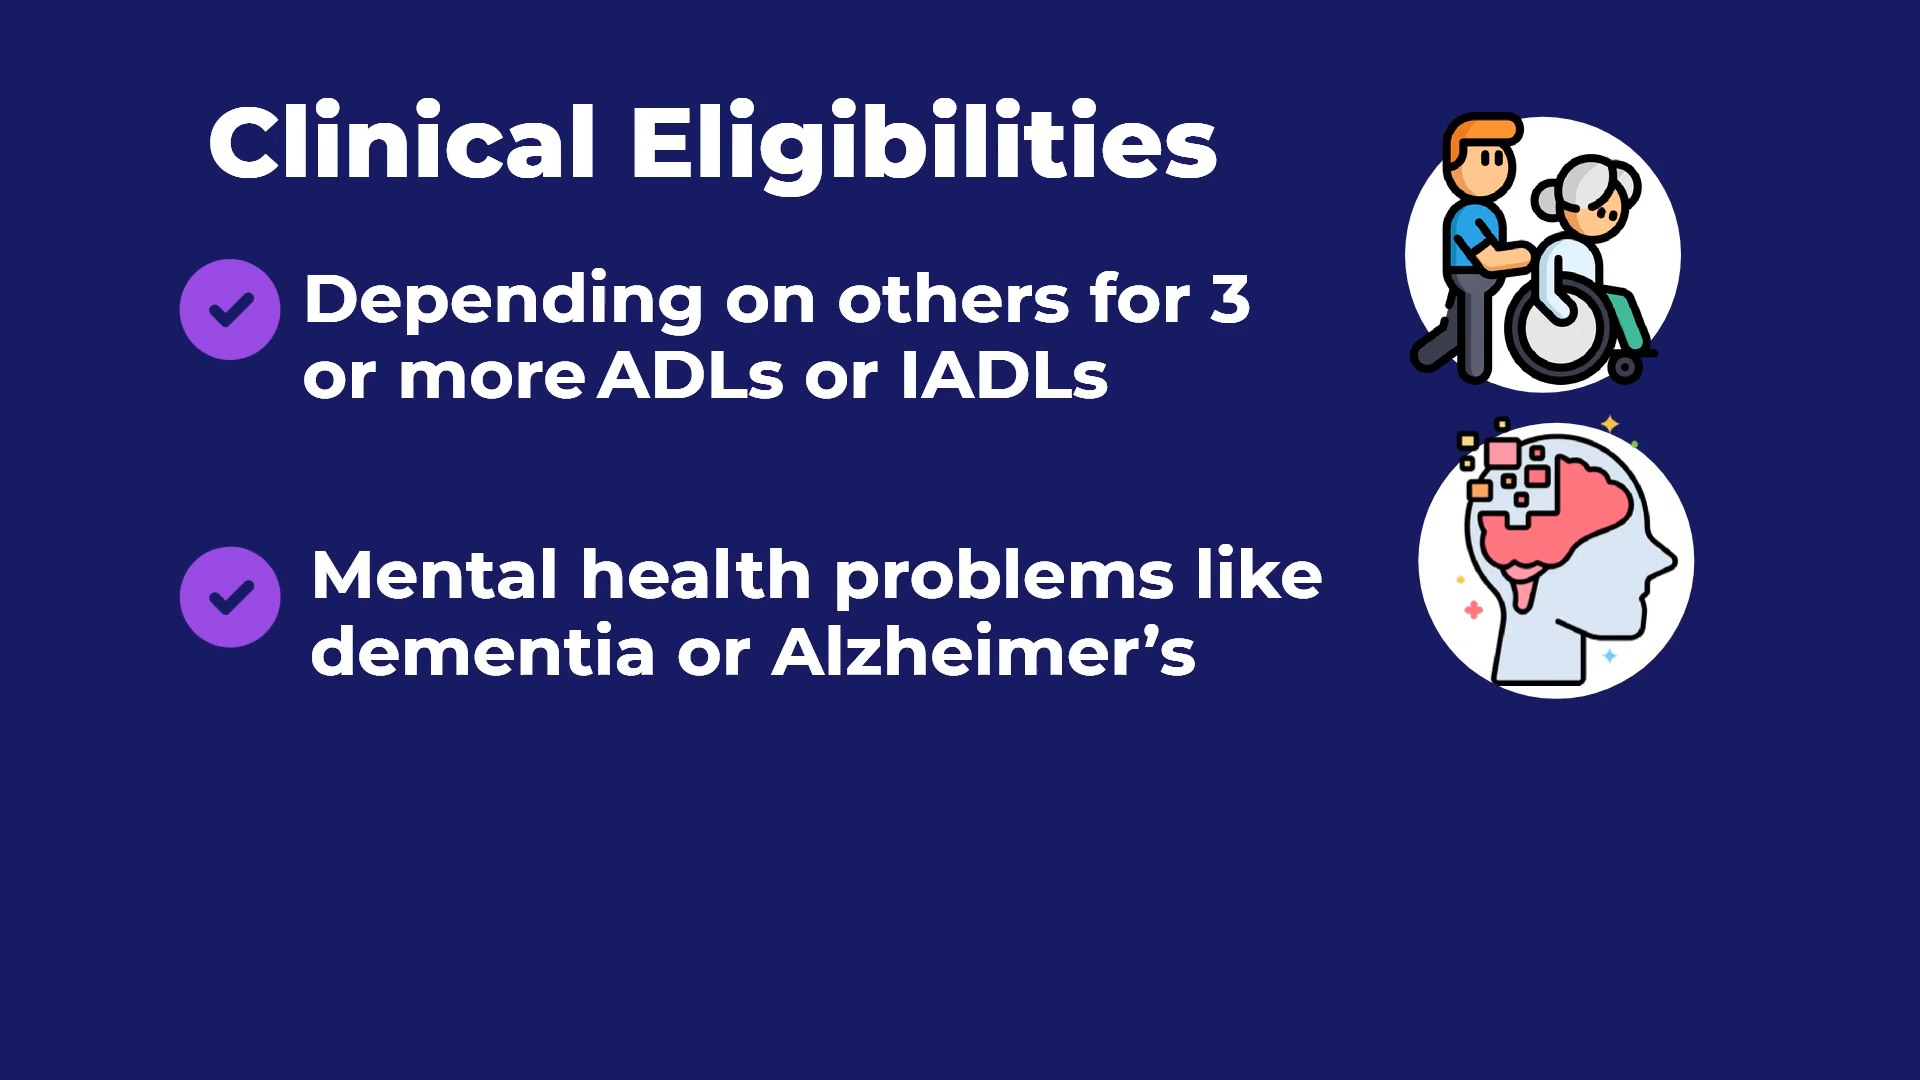 Clinical Eligibilities
Depending on others for 3
or more ADLs or IADLs
Mental health problems like
dementia or Alzheimer’s